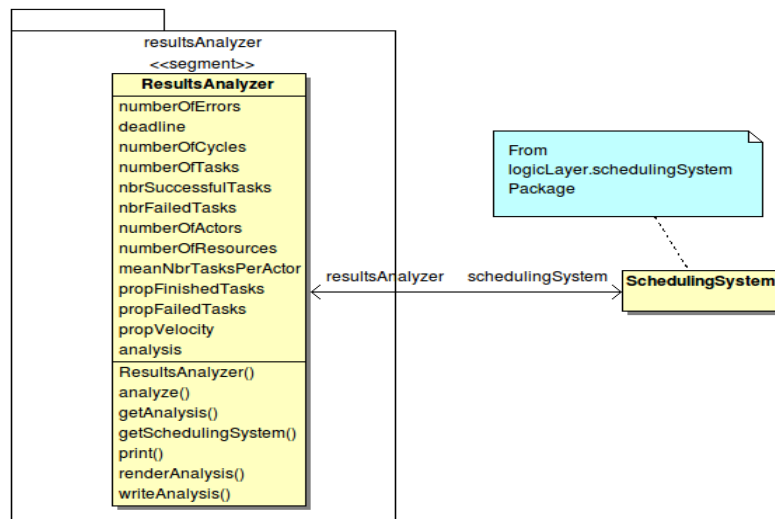 resultsAnalyzer
<<segment>>
ResultsAnalyzer
numberOfErrors
deadline
numberOfCycles
numberOfTasks
nbrSuccessfulTasks
nbrFailedTasks
numberOfActors
numberOfResources
meanNbrTasksPerActor
propFinishedTasks
propFailedTasks
propVelocity
analysis
ResultsAnalyzer()
analyze()
getAnalysis()
getSchedulingSystem()
print()
renderAnalysis()
writeAnalysis()
resultsAnalyzer
schedulingSystem
From
logicLayer.schedulingSystem
Package
SchedulingSystem